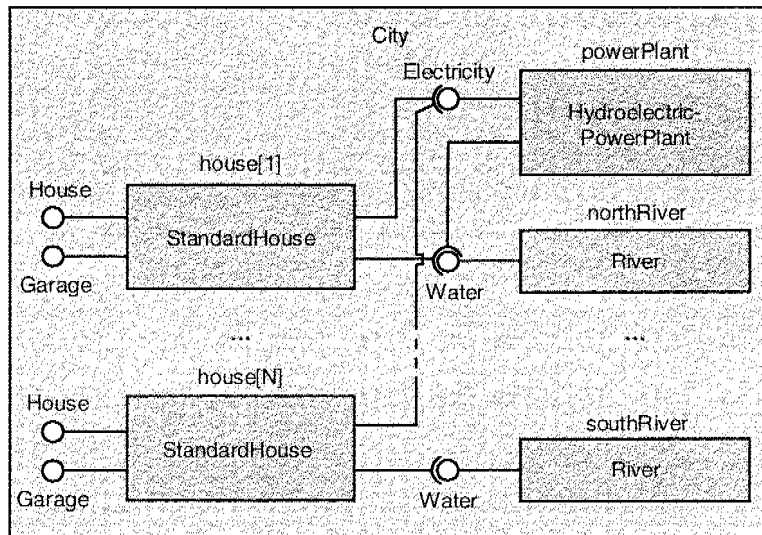 City
powerPlant
Electricity
Hydroelectric-
PowerPlant
house[1]
House
StandardHouse
Garage
northRiver
River
Water
...
...
house[N]
House
StandardHouse
Garage
southRiver
River
Water